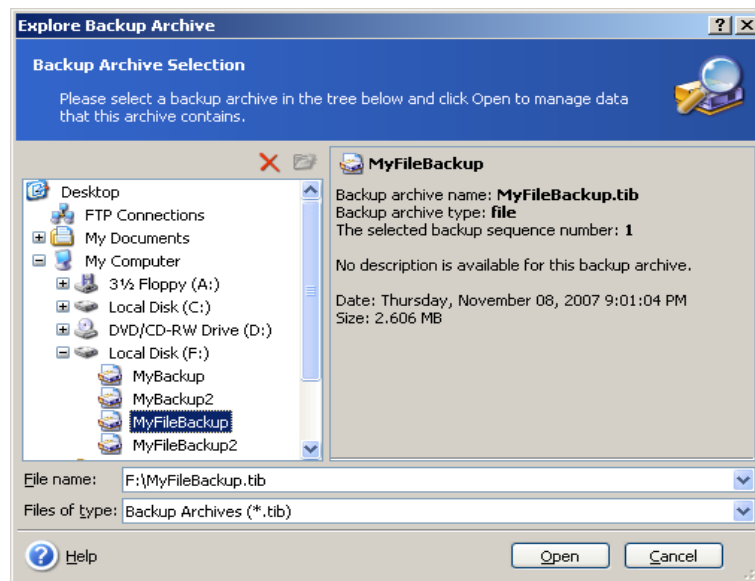 Explore Backup Archive
Backup Archive Selection
Please select a backup archive in the tree below and click Open to manage data
that this archive contains.
Desktop
FTP Connections
My Documents
My Computer
3½ Floppy (A:)
Local Disk (C:)
DVD/CD-RW Drive (D:)
Local Disk (F:)
MyBackup
MyBackup2
MyFileBackup
MyFileBackup2
MyFileBackup
Backup archive name: MyFileBackup.tib
Backup archive type: file
The selected backup sequence number: 1
No description is available for this backup archive.
Date: Thursday, November 08, 2007 9:01:04 PM
Size: 2.606 MB
File name: F:\MyFileBackup.tib
Files of type: Backup Archives (*.tib)
Help
Open
Cancel